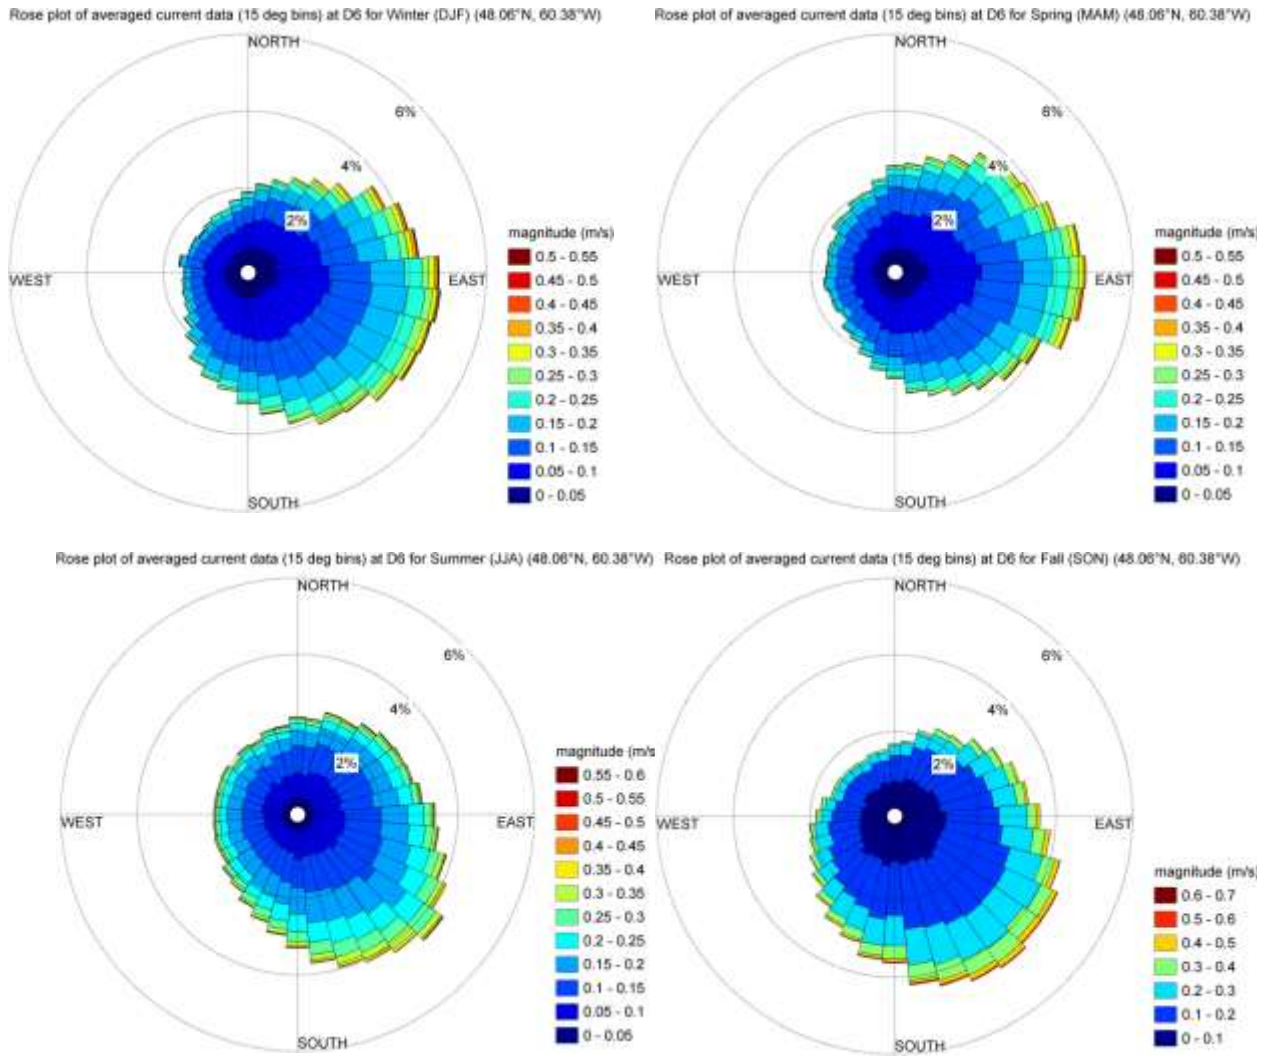 Rose plot of averaged current data (15 deg bins) at D6 for Winter (DJF) (48.06°N, 60.38°W)
NORTH
6%
4%
2%
WEST
EAST
SOUTH
magnitude (m/s)
0.5 - 0.55
0.45 - 0.5
0.4 - 0.45
0.35 - 0.4
0.3 - 0.35
0.25 - 0.3
0.2 - 0.25
0.15 - 0.2
0.1 - 0.15
0.05 - 0.1
0 - 0.05
Rose plot of averaged current data (15 deg bins) at D6 for Spring (MAM) (48.06°N, 60.38°W)
NORTH
6%
4%
2%
WEST
EAST
SOUTH
magnitude (m/s)
0.5 - 0.55
0.45 - 0.5
0.4 - 0.45
0.35 - 0.4
0.3 - 0.35
0.25 - 0.3
0.2 - 0.25
0.15 - 0.2
0.1 - 0.15
0.05 - 0.1
0 - 0.05
Rose plot of averaged current data (15 deg bins) at D6 for Summer (JJA) (48.06°N, 60.38°W)
NORTH
6%
4%
2%
WEST
EAST
SOUTH
magnitude (m/s
0.55 - 0.6
0.5 - 0.55
0.45 - 0.5
0.4 - 0.45
0.35 - 0.4
0.3 - 0.35
0.25 - 0.3
0.2 - 0.25
0.15 - 0.2
0.1 - 0.15
0.05 - 0.1
0 - 0.05
Rose plot of averaged current data (15 deg bins) at D6 for Fall (SON) (48.06°N, 60.38°W)
NORTH
6%
4%
2%
WEST
EAST
SOUTH
magnitude (m/s
0.6 - 0.7
0.5 - 0.6
0.4 - 0.5
0.3 - 0.4
0.2 - 0.3
0.1 - 0.2
0 - 0.1